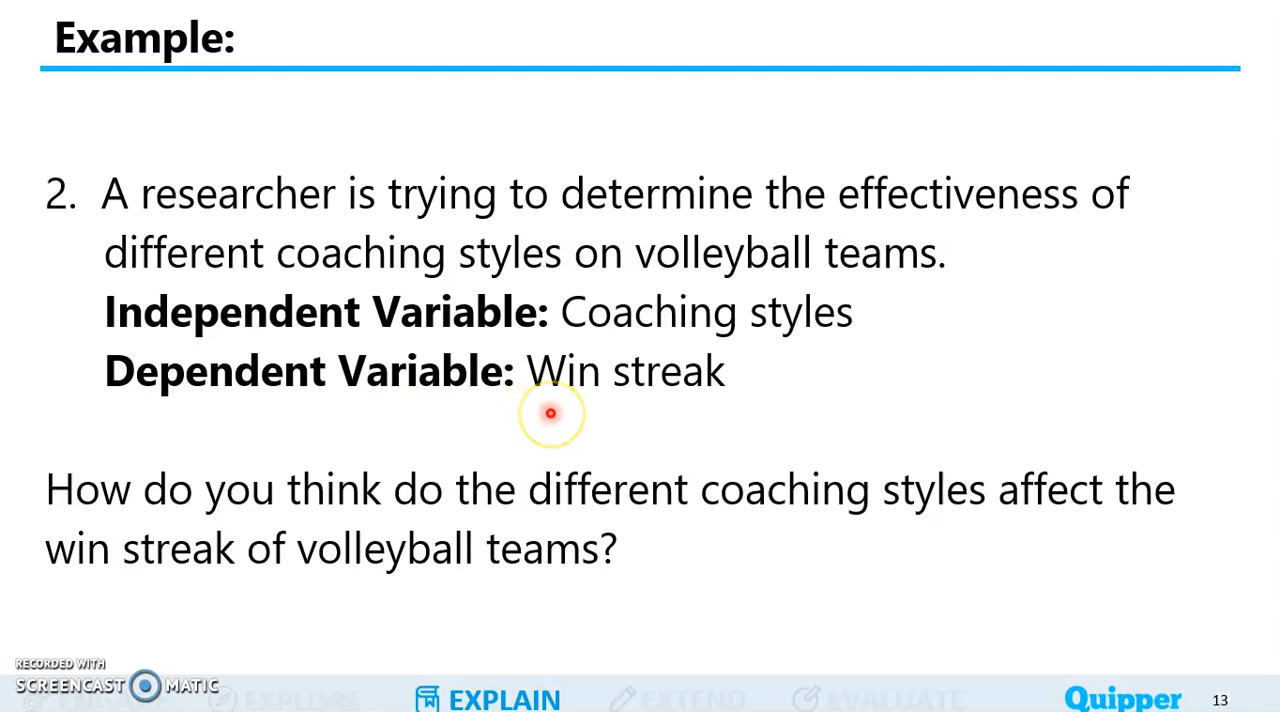 Example:
2. A researcher is trying to determine the effectiveness of
different coaching styles on volleyball teams.
Independent Variable: Coaching styles
Dependent Variable: Win streak
How do you think do the different coaching styles affect the
win streak of volleyball teams?
RECORDED WITH
SCREENCAST MATIC
ENGAGE EXPLORE EXPLAIN EXTEND EVALUATE Quipper 13